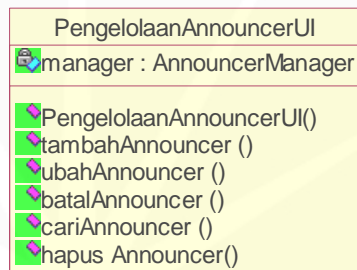 PengelolaanAnnouncerUI
manager : AnnouncerManager
PengelolaanAnnouncerUI()
tambahAnnouncer ()
ubahAnnouncer ()
batalAnnouncer ()
cariAnnouncer ()
hapus Announcer()